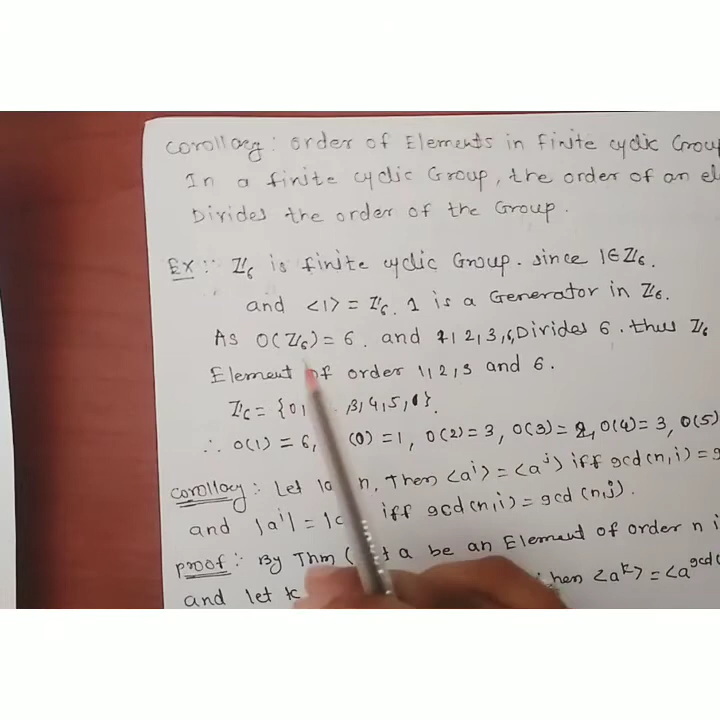 Corollary: Order of Elements in finite cyclic Group
In a finite cyclic Group, the order of an el
Divides the order of the Group.
Ex:: Z6 is finite cyclic Group. since 1∈Z6.
and <1> = Z6. 1 is a Generator in Z6.
As O(Z6) = 6. and 1,2,3,6,Divides 6. thus Z6
Element of order 1,2,3 and 6.
Z6 = {0, 3,4,5,0}.
∴ O(1) = 6, (0) = 1, O(2) = 3, O(3) = 2, O(4) = 3, O(5)
Corollary: Let |a n, Then <a^i> = <a^j> iff gcd(n,i) = g
and |a^i| = iff gcd(n,i) = gcd(n,j).
proof:- By Thm ( a be an Element of order n i
and let k then <a^k> = <a^gcd(